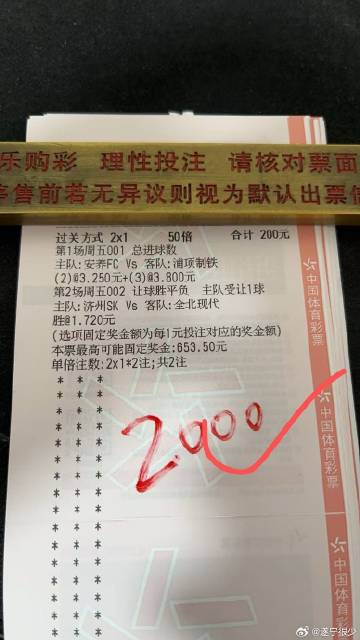 乐购彩 理性投注 请核对票面
停售前若无异议则视为默认出票
过关方式 2x1 50倍 合计 200元
第1场周五001 总进球数
主队:安养FC Vs 客队:浦项制铁
(2)@3.250元+(3)@3.800元
第2场周五002 让球胜平负 主队受让1球
主队:济州SK Vs 客队:全北现代
胜@1.720元
(选项固定奖金额为每1元投注对应的奖金额)
本票最高可能固定奖金:653.50元
单倍注数:2x1*2注;共2注
* * *
* * *
* * *
* * *
* * *
* * *
* * *
* * *
* * *
* * *
* * *
2000
中国体育彩票
中国体育彩票
中国体育彩票
@遂宁很少